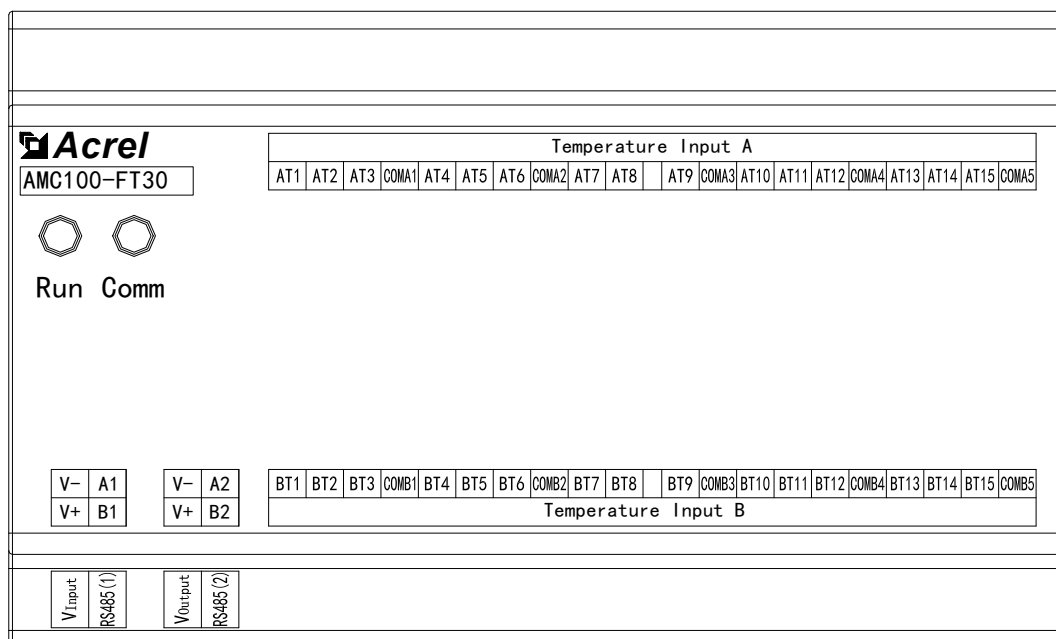 Acrel
AMC100-FT30
Run Comm
Temperature Input A
AT1 AT2 AT3 COMA1 AT4 AT5 AT6 COMA2 AT7 AT8 AT9 COMA3 AT10 AT11 AT12 COMA4 AT13 AT14 AT15 COMA5
V- A1 V- A2 BT1 BT2 BT3 COMB1 BT4 BT5 BT6 COMB2 BT7 BT8 BT9 COMB3 BT10 BT11 BT12 COMB4 BT13 BT14 BT15 COMB5
V+ B1 V+ B2 Temperature Input B
VInput RS485(1) VOutput RS485(2)